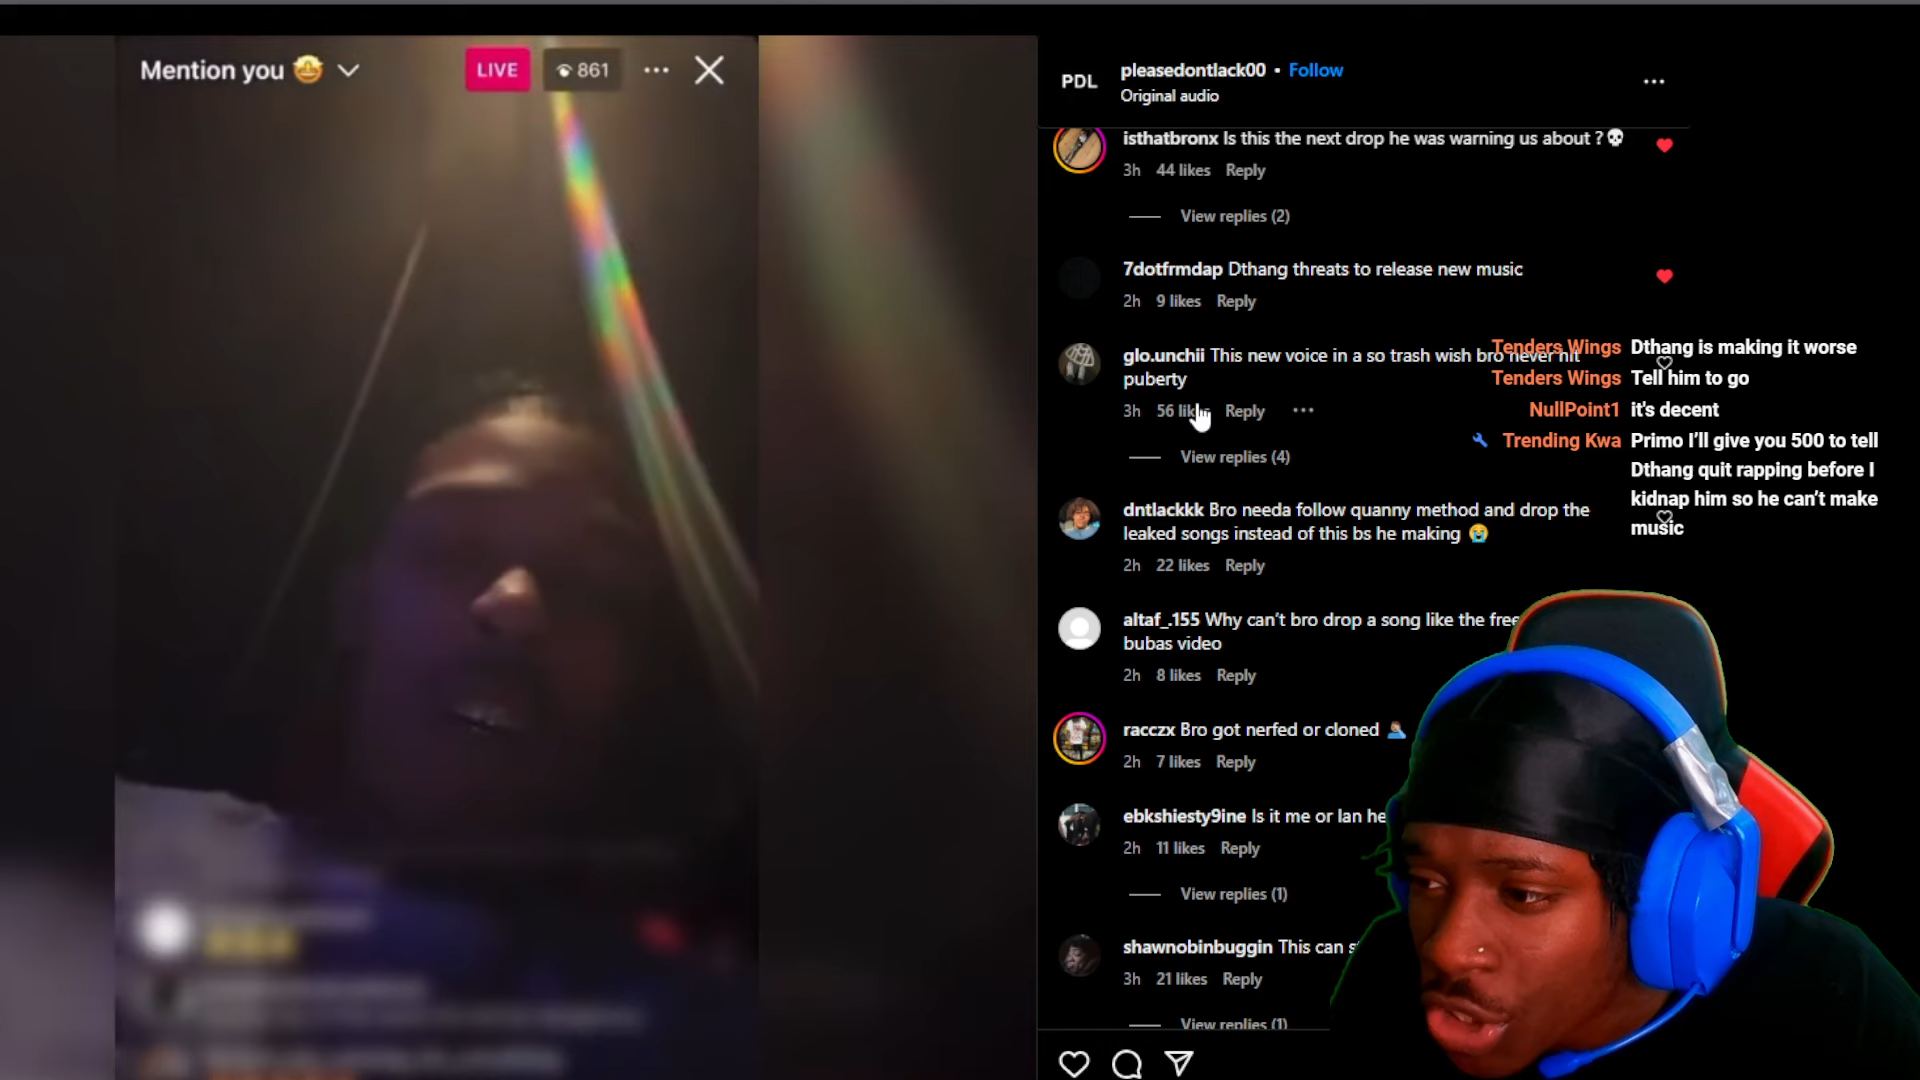 Mention you 🤩
LIVE
861
PDL
pleasedontlack00 • Follow
Original audio
isthatbronx Is this the next drop he was warning us about ?💀
3h 44 likes Reply
View replies (2)
7dotfrmdap Dthang threats to release new music
2h 9 likes Reply
glo.unchii This new voice in a so trash wish bro never hit
puberty
3h 56 Reply
View replies (4)
dntlackkk Bro needa follow quanny method and drop the
leaked songs instead of this bs he making 😭
2h 22 likes Reply
altaf_.155 Why can't bro drop a song like the free
bubas video
2h 8 likes Reply
racczx Bro got nerfed or cloned 🤦🏽‍♂️
2h 7 likes Reply
ebkshiesty9ine Is it me or Ian he
2h 11 likes Reply
View replies (1)
shawnobinbuggin This can
3h 21 likes Reply
View replies (1)
Tenders Wings Dthang is making it worse
Tenders Wings Tell him to go
NullPoint1 it's decent
Trending Kwa Primo I'll give you 500 to tell
Dthang quit rapping before I
kidnap him so he can't make
music